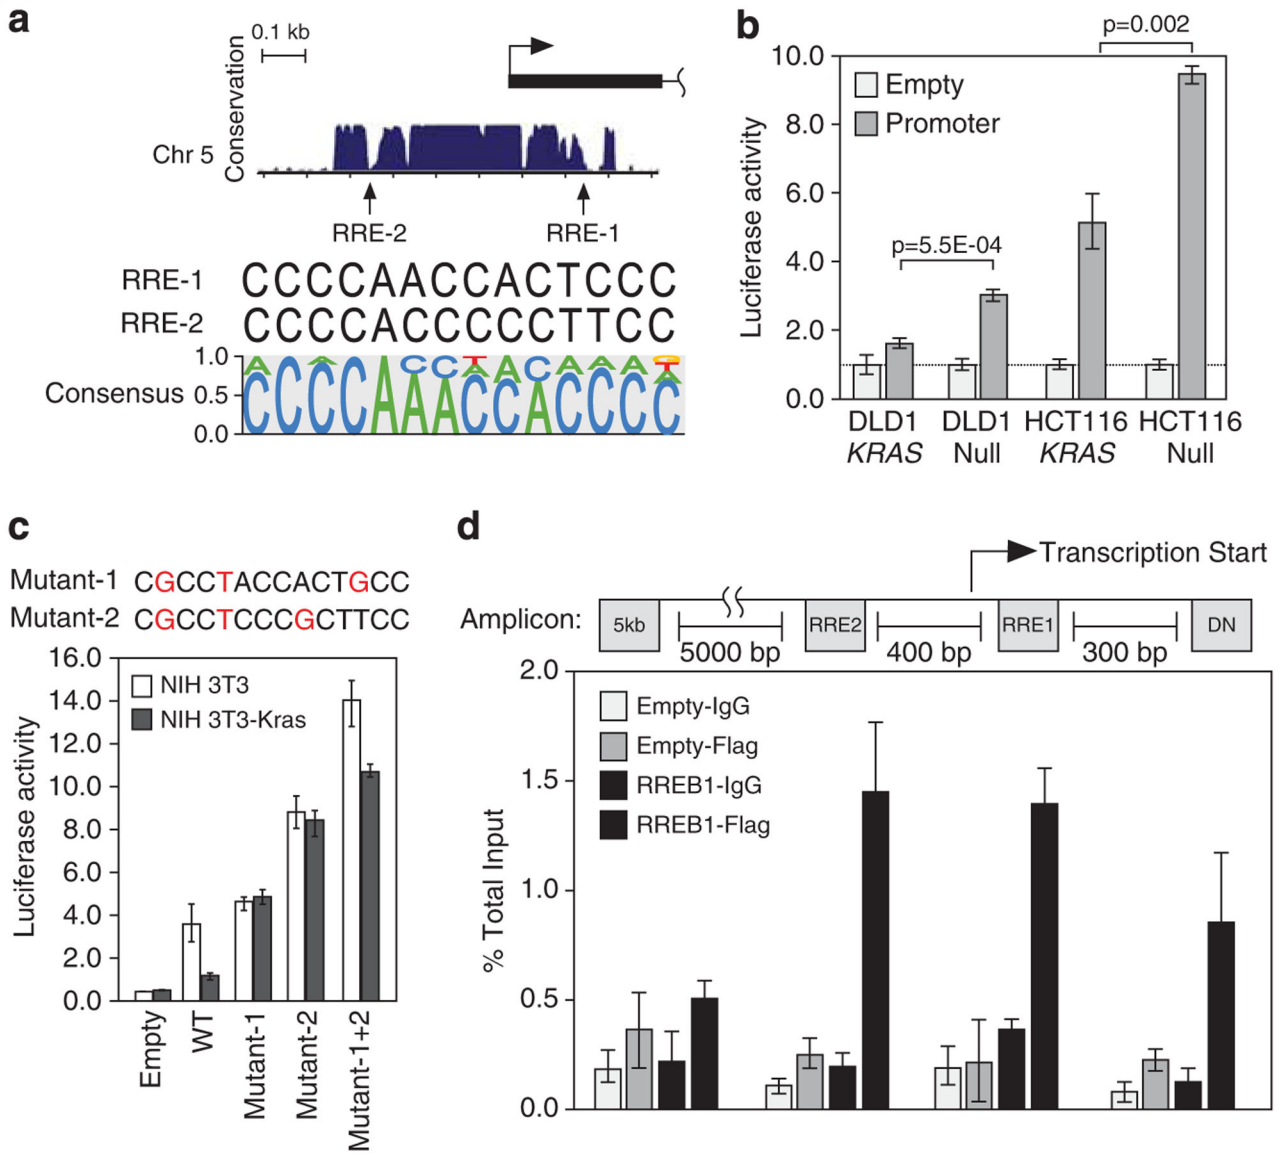 a
0.1 kb
Conservation
Chr 5
RRE-2
RRE-1
RRE-1 CCCCAACCACTCCC
RRE-2 CCCCACCCCCTTCC
Consensus
1.0
0.5
0.0
b
p=0.002
Luciferase activity
10.0
8.0
6.0
4.0
2.0
0.0
Empty
Promoter
p=5.5E-04
DLD1 KRAS
DLD1 Null
HCT116 KRAS
HCT116 Null
c
Mutant-1 CGCCTACCACTGCC
Mutant-2 CGCCTCCCGCTTCC
Luciferase activity
16.0
14.0
12.0
10.0
8.0
6.0
4.0
2.0
0.0
NIH 3T3
NIH 3T3-Kras
Empty
WT
Mutant-1
Mutant-2
Mutant-1+2
d
Transcription Start
Amplicon:
5kb
5000 bp
RRE2
400 bp
RRE1
300 bp
DN
% Total Input
2.0
1.5
1.0
0.5
0.0
Empty-IgG
Empty-Flag
RREB1-IgG
RREB1-Flag